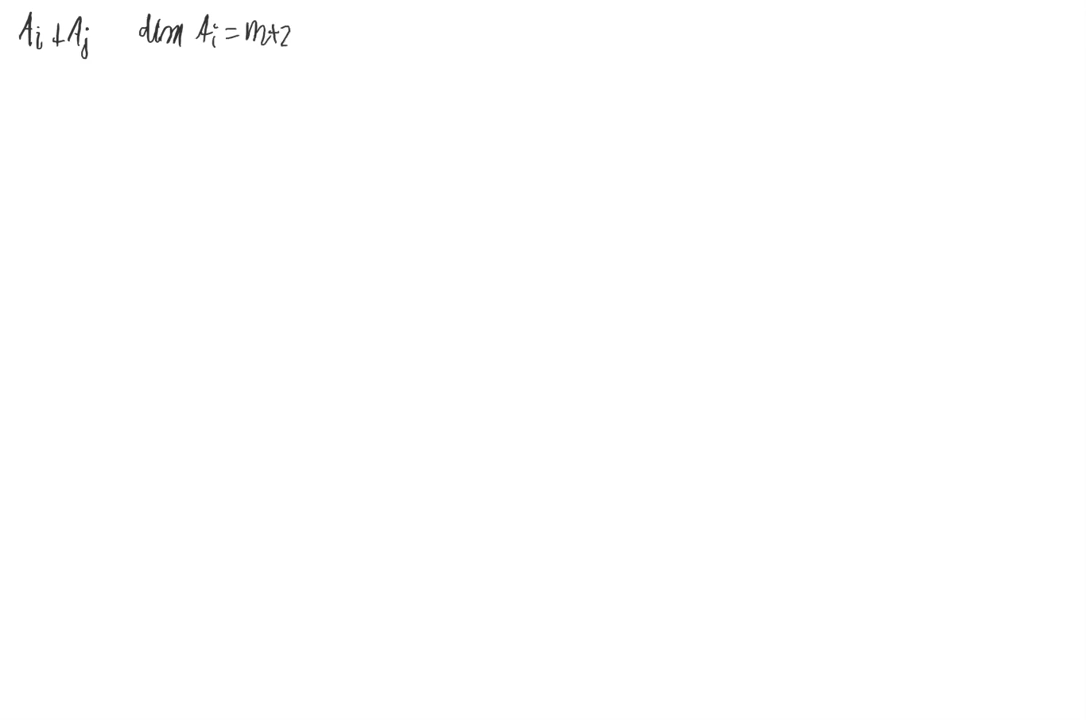 Ai + Aj dim Ai = m+2